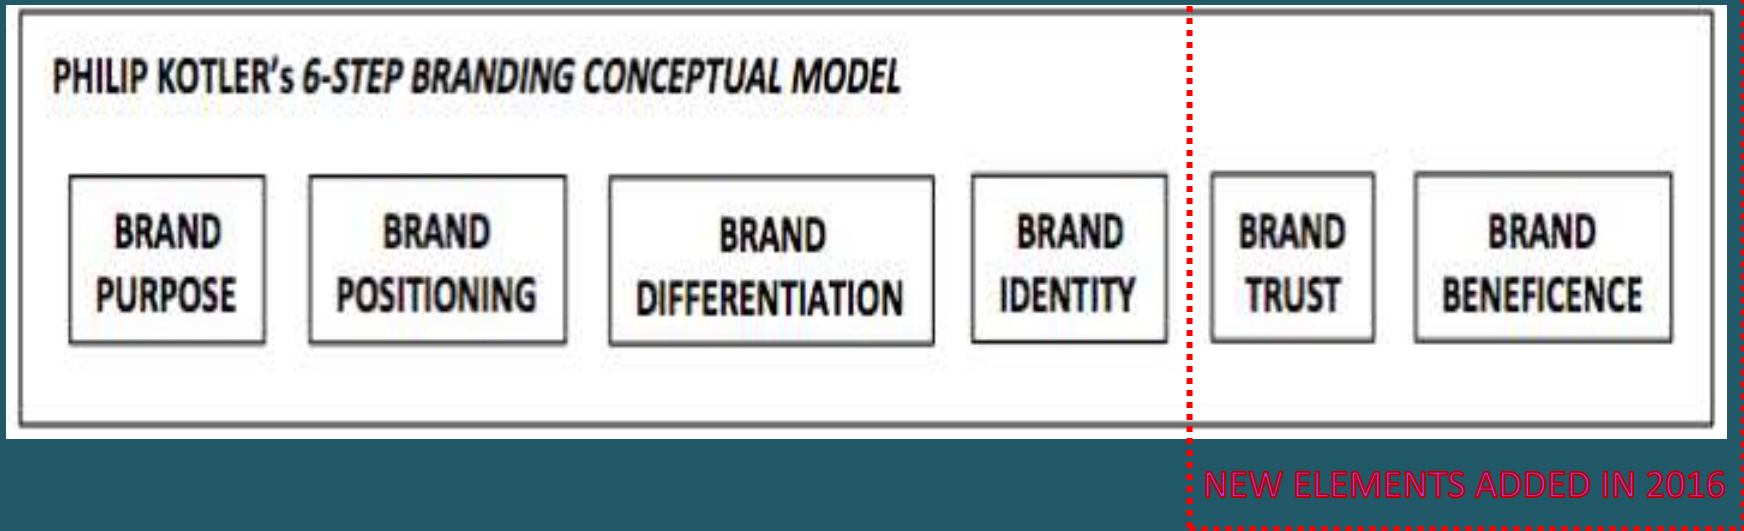 PHILIP KOTLER's 6-STEP BRANDING CONCEPTUAL MODEL
BRAND
PURPOSE
BRAND
POSITIONING
BRAND
DIFFERENTIATION
BRAND
IDENTITY
BRAND
TRUST
BRAND
BENEFICENCE
NEW ELEMENTS ADDED IN 2016